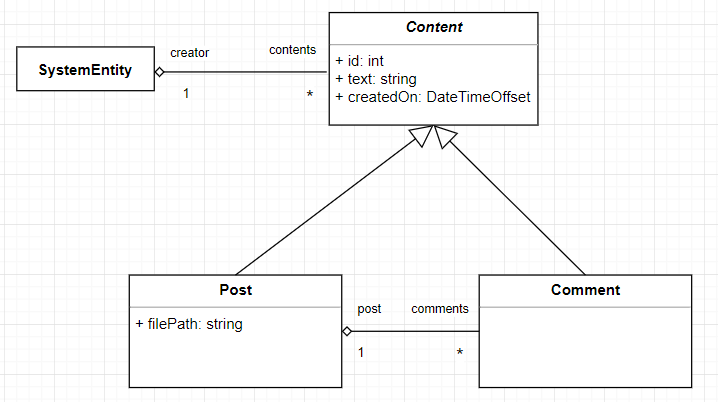 Content
SystemEntity
creator
contents
1
*
+ id: int
+ text: string
+ createdOn: DateTimeOffset
Post
+ filePath: string
post
comments
1
*
Comment